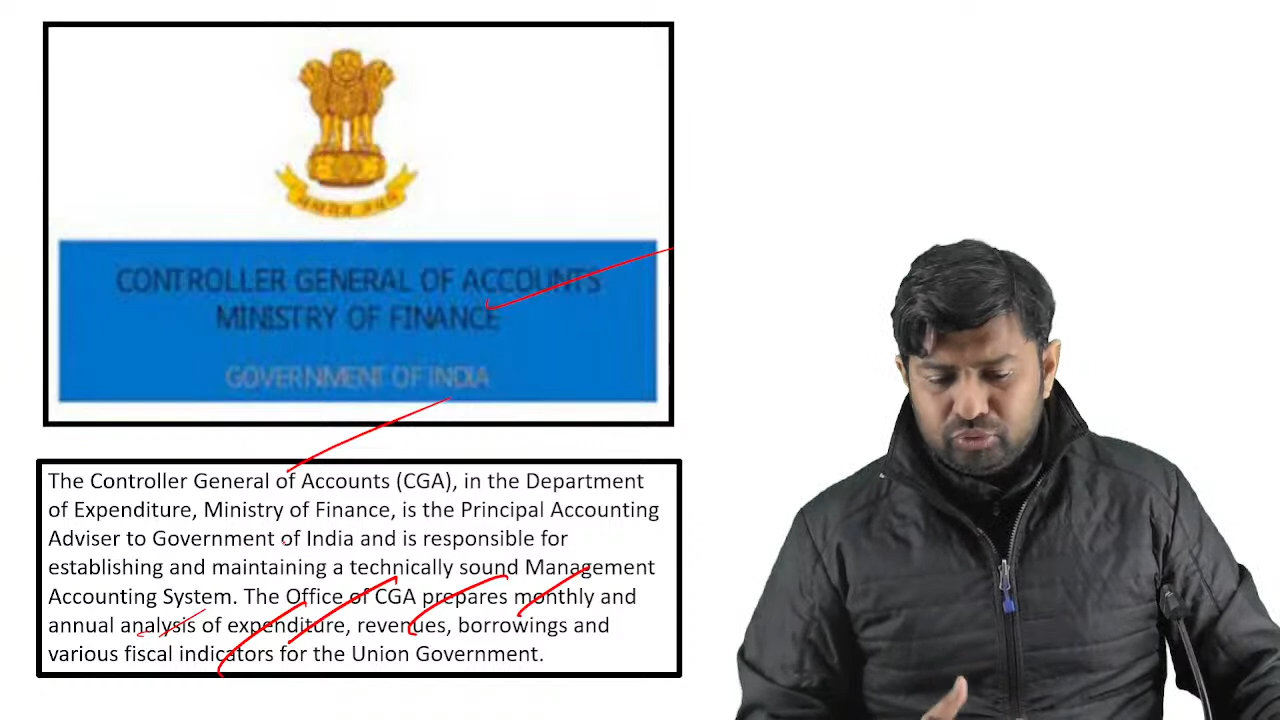 CONTROLLER GENERAL OF ACCOUNTS
MINISTRY OF FINANCE
GOVERNMENT OF INDIA
The Controller General of Accounts (CGA), in the Department
of Expenditure, Ministry of Finance, is the Principal Accounting
Adviser to Government of India and is responsible for
establishing and maintaining a technically sound Management
Accounting System. The Office of CGA prepares monthly and
annual analysis of expenditure, revenues, borrowings and
various fiscal indicators for the Union Government.